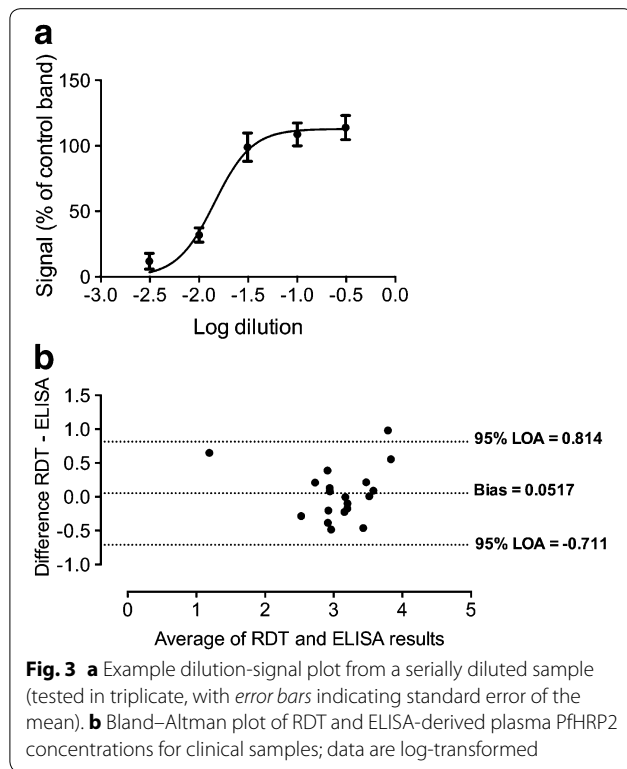 a
Signal (% of control band)
150
100
50
0
-3.0 -2.5 -2.0 -1.5 -1.0 -0.5 0.0
Log dilution
b
Difference RDT - ELISA
1.5
1.0
0.5
0.0
-0.5
-1.0
95% LOA = 0.814
Bias = 0.0517
95% LOA = -0.711
0 1 2 3 4 5
Average of RDT and ELISA results
Fig. 3 a Example dilution-signal plot from a serially diluted sample
(tested in triplicate, with error bars indicating standard error of the
mean). b Bland–Altman plot of RDT and ELISA-derived plasma PfHRP2
concentrations for clinical samples; data are log-transformed